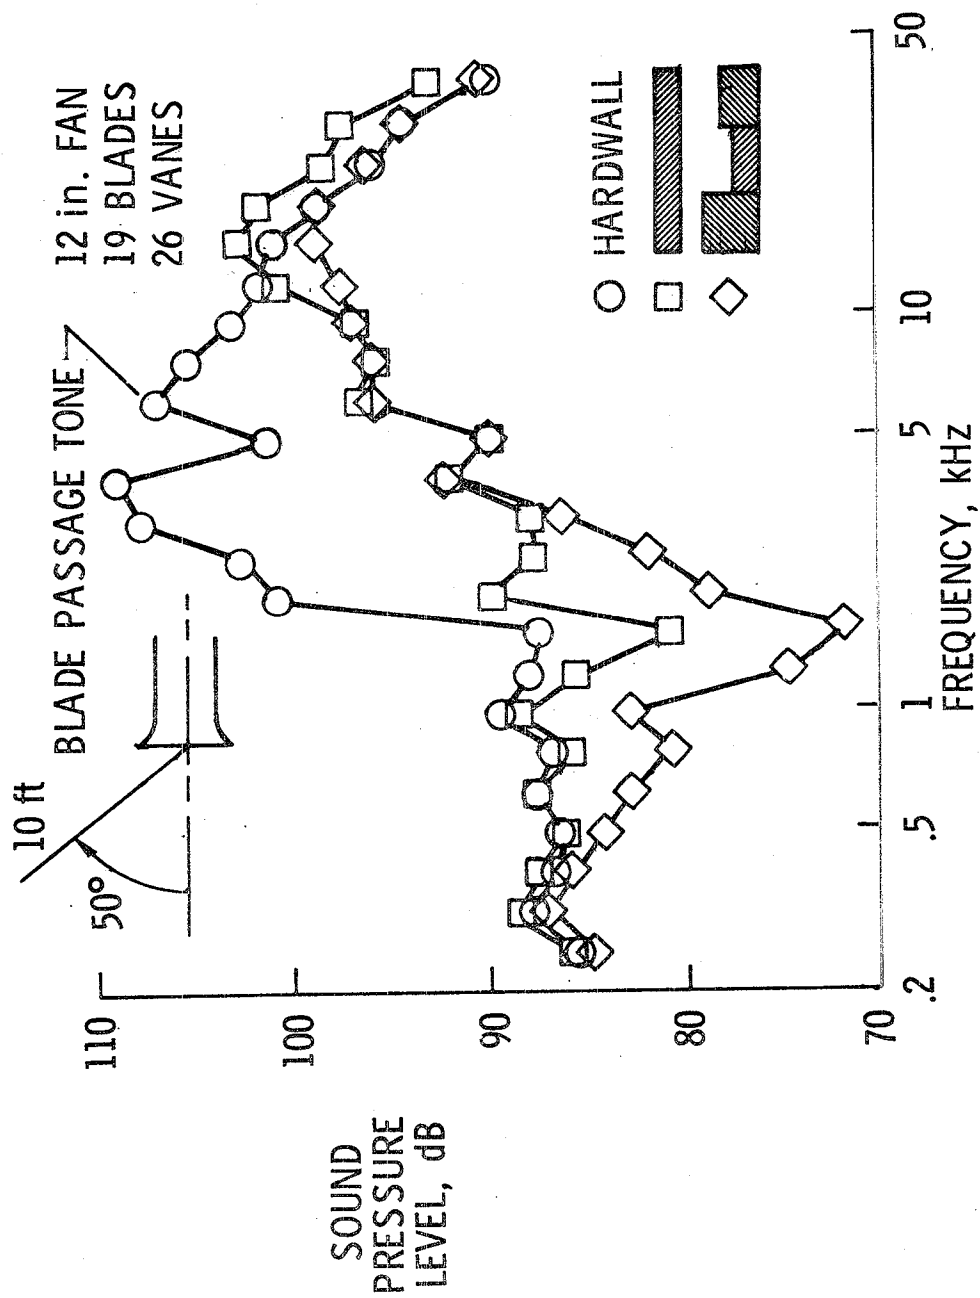 10 ft
50°
BLADE PASSAGE TONE
12 in. FAN
19 BLADES
26 VANES
SOUND
PRESSURE
LEVEL, dB
110
100
90
80
70
HARDWALL
.2
.5
1
5
10
50
FREQUENCY, kHz